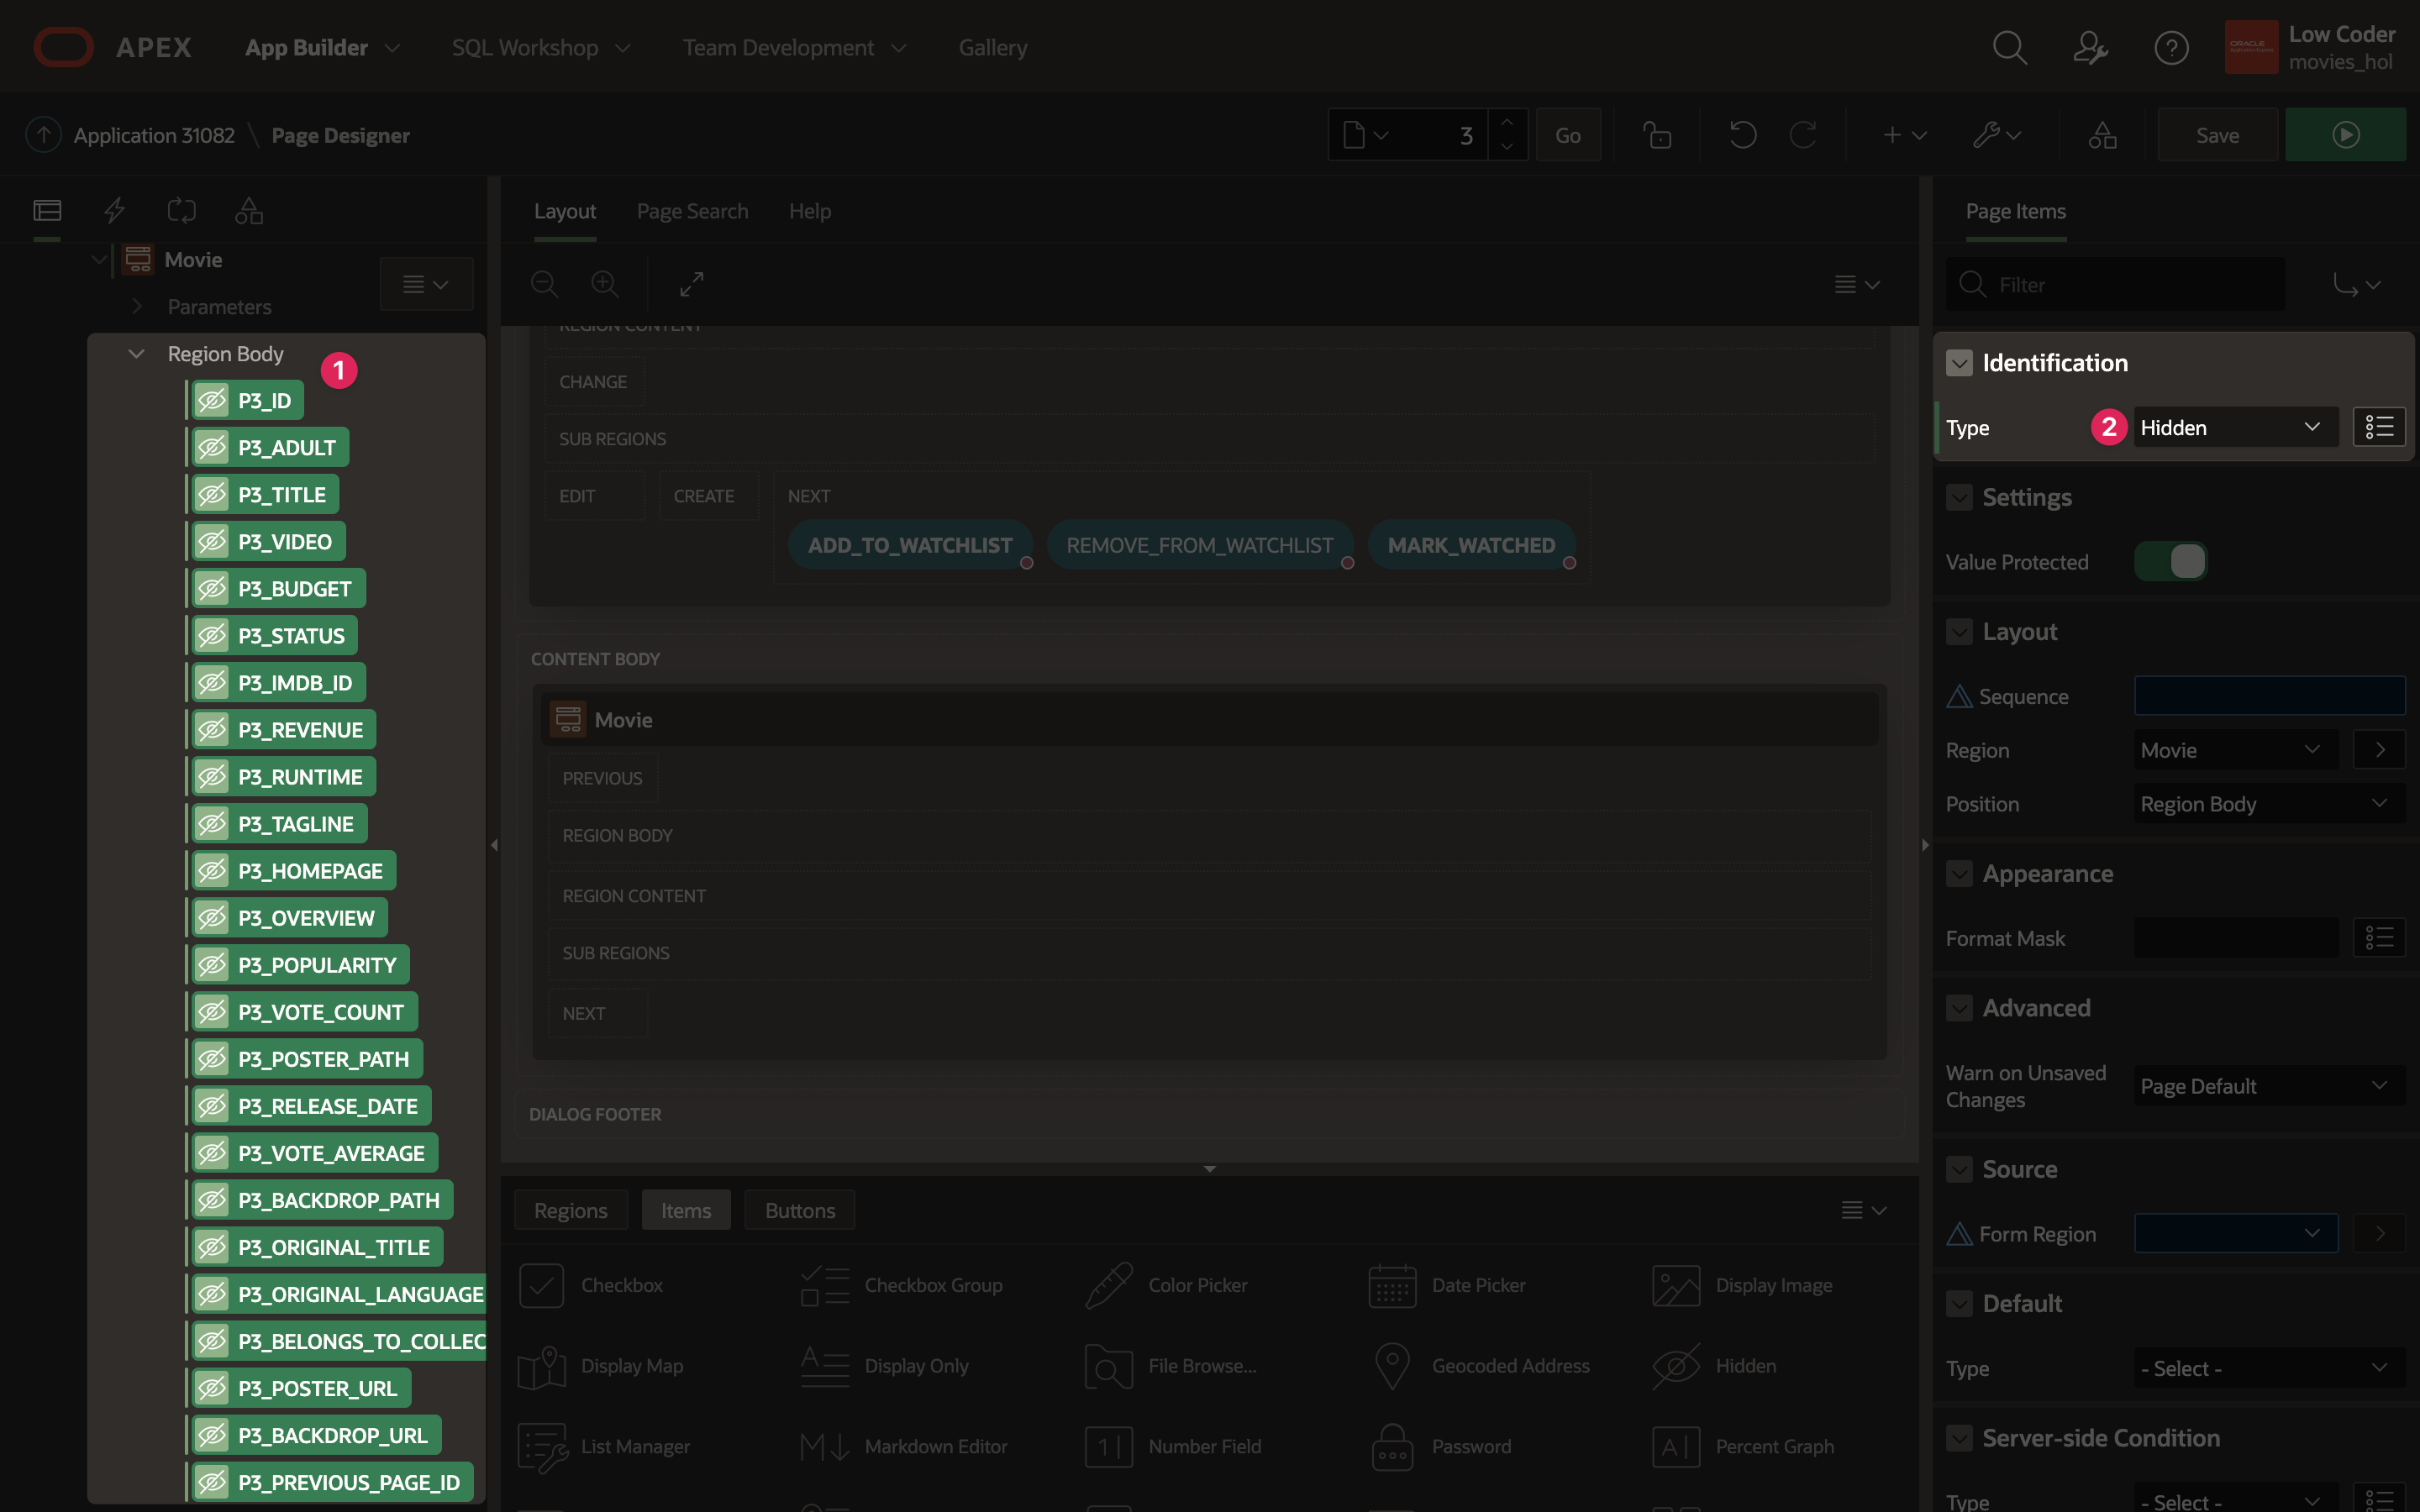 APEX App Builder SQL Workshop Team Development Gallery
Low Coder
movies_hol
Application 31082 \ Page Designer 3 Go Save
Movie
Parameters
Region Body 1
P3_ID
P3_ADULT
P3_TITLE
P3_VIDEO
P3_BUDGET
P3_STATUS
P3_IMDB_ID
P3_REVENUE
P3_RUNTIME
P3_TAGLINE
P3_HOMEPAGE
P3_OVERVIEW
P3_POPULARITY
P3_VOTE_COUNT
P3_POSTER_PATH
P3_RELEASE_DATE
P3_VOTE_AVERAGE
P3_BACKDROP_PATH
P3_ORIGINAL_TITLE
P3_ORIGINAL_LANGUAGE
P3_BELONGS_TO_COLLEC
P3_POSTER_URL
P3_BACKDROP_URL
P3_PREVIOUS_PAGE_ID
Layout Page Search Help
REGION CONTENT
CHANGE
SUB REGIONS
EDIT CREATE NEXT
ADD_TO_WATCHLIST REMOVE_FROM_WATCHLIST MARK_WATCHED
CONTENT BODY
Movie
PREVIOUS
REGION BODY
REGION CONTENT
SUB REGIONS
NEXT
DIALOG FOOTER
Regions Items Buttons
Checkbox Checkbox Group Color Picker Date Picker Display Image
Display Map Display Only File Browse... Geocoded Address Hidden
List Manager Markdown Editor Number Field Password Percent Graph
Page Items
Filter
Identification
Type 2 Hidden
Settings
Value Protected
Layout
Sequence
Region Movie
Position Region Body
Appearance
Format Mask
Advanced
Warn on Unsaved
Changes Page Default
Source
Form Region
Default
Type - Select -
Server-side Condition
Type - Select -